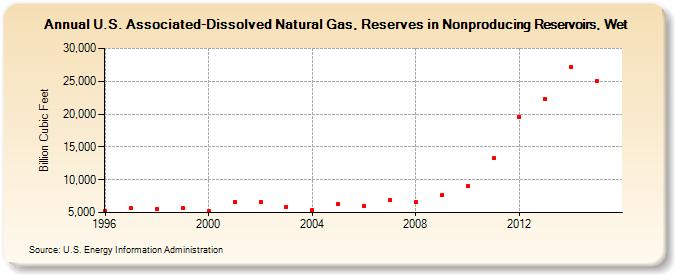 Annual U.S. Associated-Dissolved Natural Gas, Reserves in Nonproducing Reservoirs, Wet
Billion Cubic Feet
30,000
25,000
20,000
15,000
10,000
5,000
1996 2000 2004 2008 2012
Source: U.S. Energy Information Administration